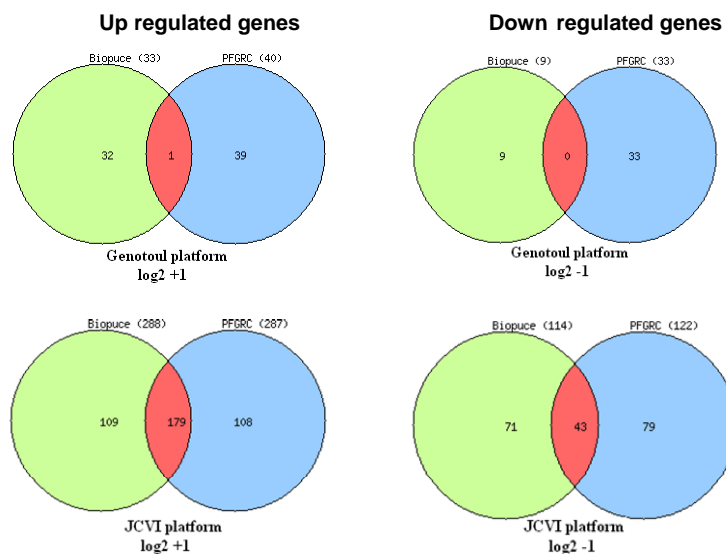 Up regulated genes
Down regulated genes
Biopuce (33)
PFGRC (40)
32
1
39
Genotoul platform
log2 +1
Biopuce (9)
PFGRC (33)
9
0
33
Genotoul platform
log2 -1
Biopuce (288)
PFGRC (287)
109
179
108
JCVI platform
log2 +1
Biopuce (114)
PFGRC (122)
71
43
79
JCVI platform
log2 -1